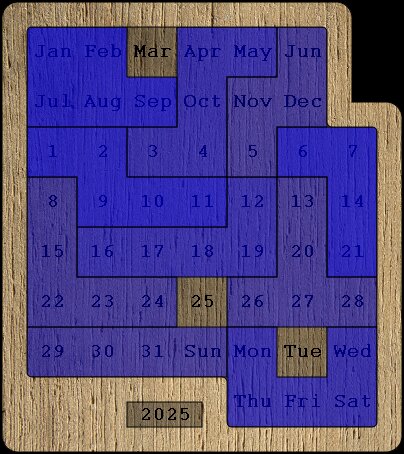 Jan Feb Mar Apr May Jun
Jul Aug Sep Oct Nov Dec
1 2 3 4 5 6 7
8 9 10 11 12 13 14
15 16 17 18 19 20 21
22 23 24 25 26 27 28
29 30 31 Sun Mon Tue Wed
Thu Fri Sat
2025